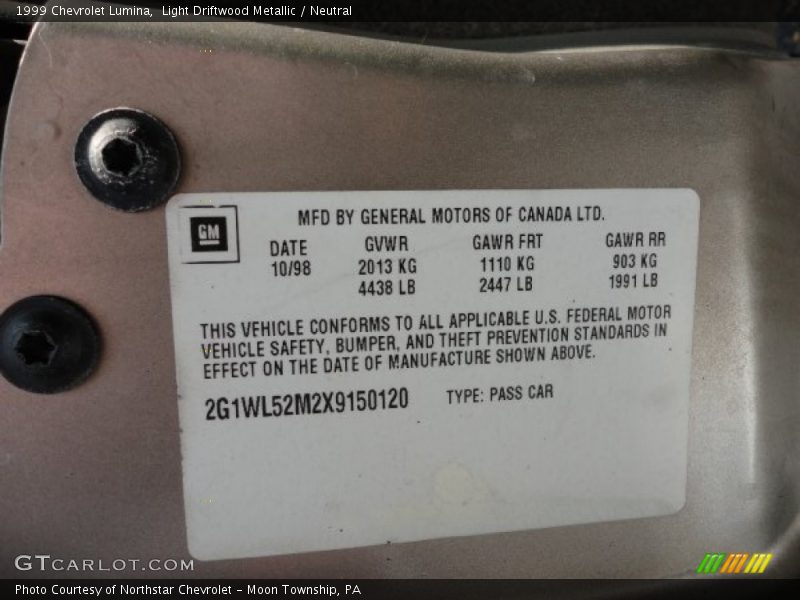 1999 Chevrolet Lumina,  Light Driftwood Metallic / Neutral
GM
MFD BY GENERAL MOTORS OF CANADA LTD.
DATE GVWR GAWR FRT GAWR RR
10/98 2013 KG 1110 KG 903 KG
4438 LB 2447 LB 1991 LB
THIS VEHICLE CONFORMS TO ALL APPLICABLE U.S. FEDERAL MOTOR
VEHICLE SAFETY, BUMPER, AND THEFT PREVENTION STANDARDS IN
EFFECT ON THE DATE OF MANUFACTURE SHOWN ABOVE.
2G1WL52M2X9150120 TYPE: PASS CAR
GTCARLOT.COM
Photo Courtesy of Northstar Chevrolet - Moon Township, PA